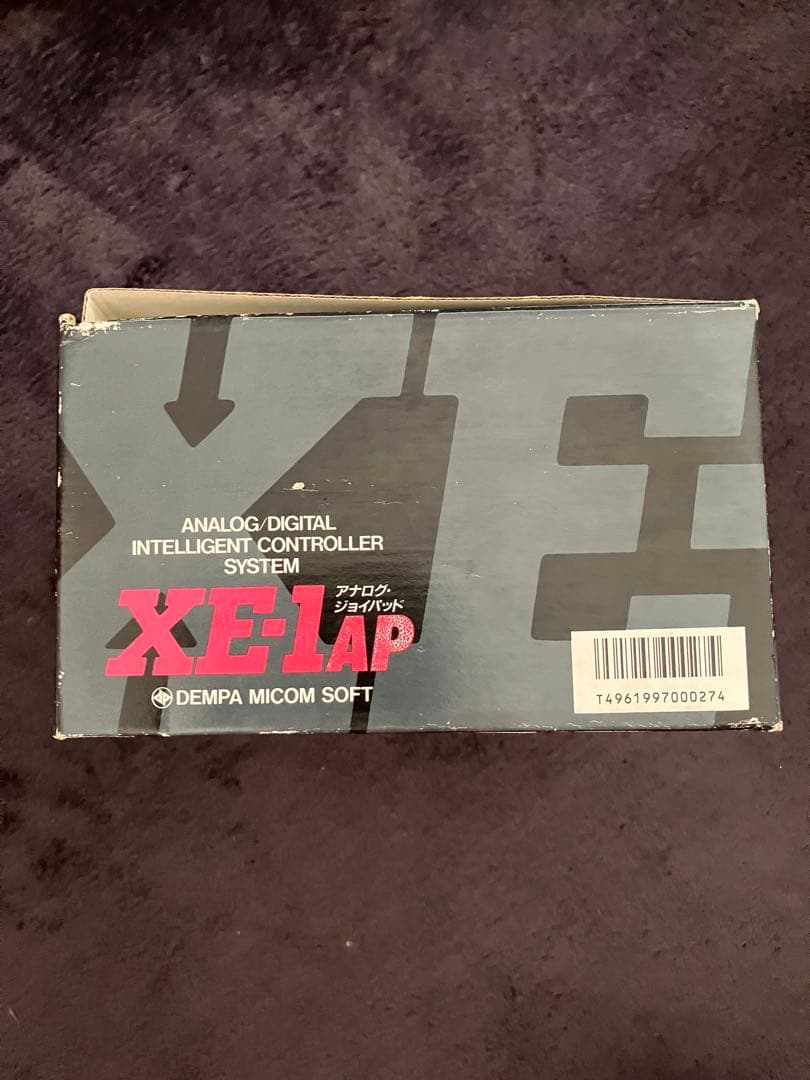 ANALOG/DIGITAL
INTELLIGENT CONTROLLER
SYSTEM
アナログ・
ジョイパッド
XE-1AP
DEMPA MICOM SOFT
T4961997000274